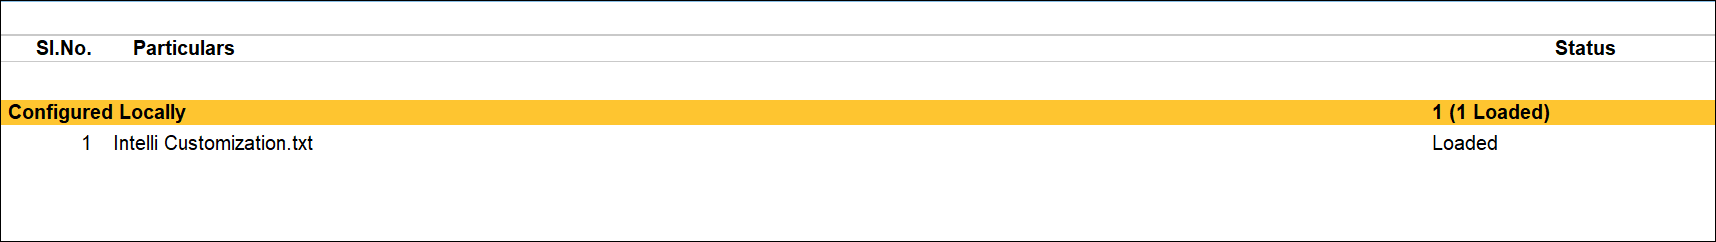 Sl.No. Particulars Status
Configured Locally 1 (1 Loaded)
1 Intelli Customization.txt Loaded